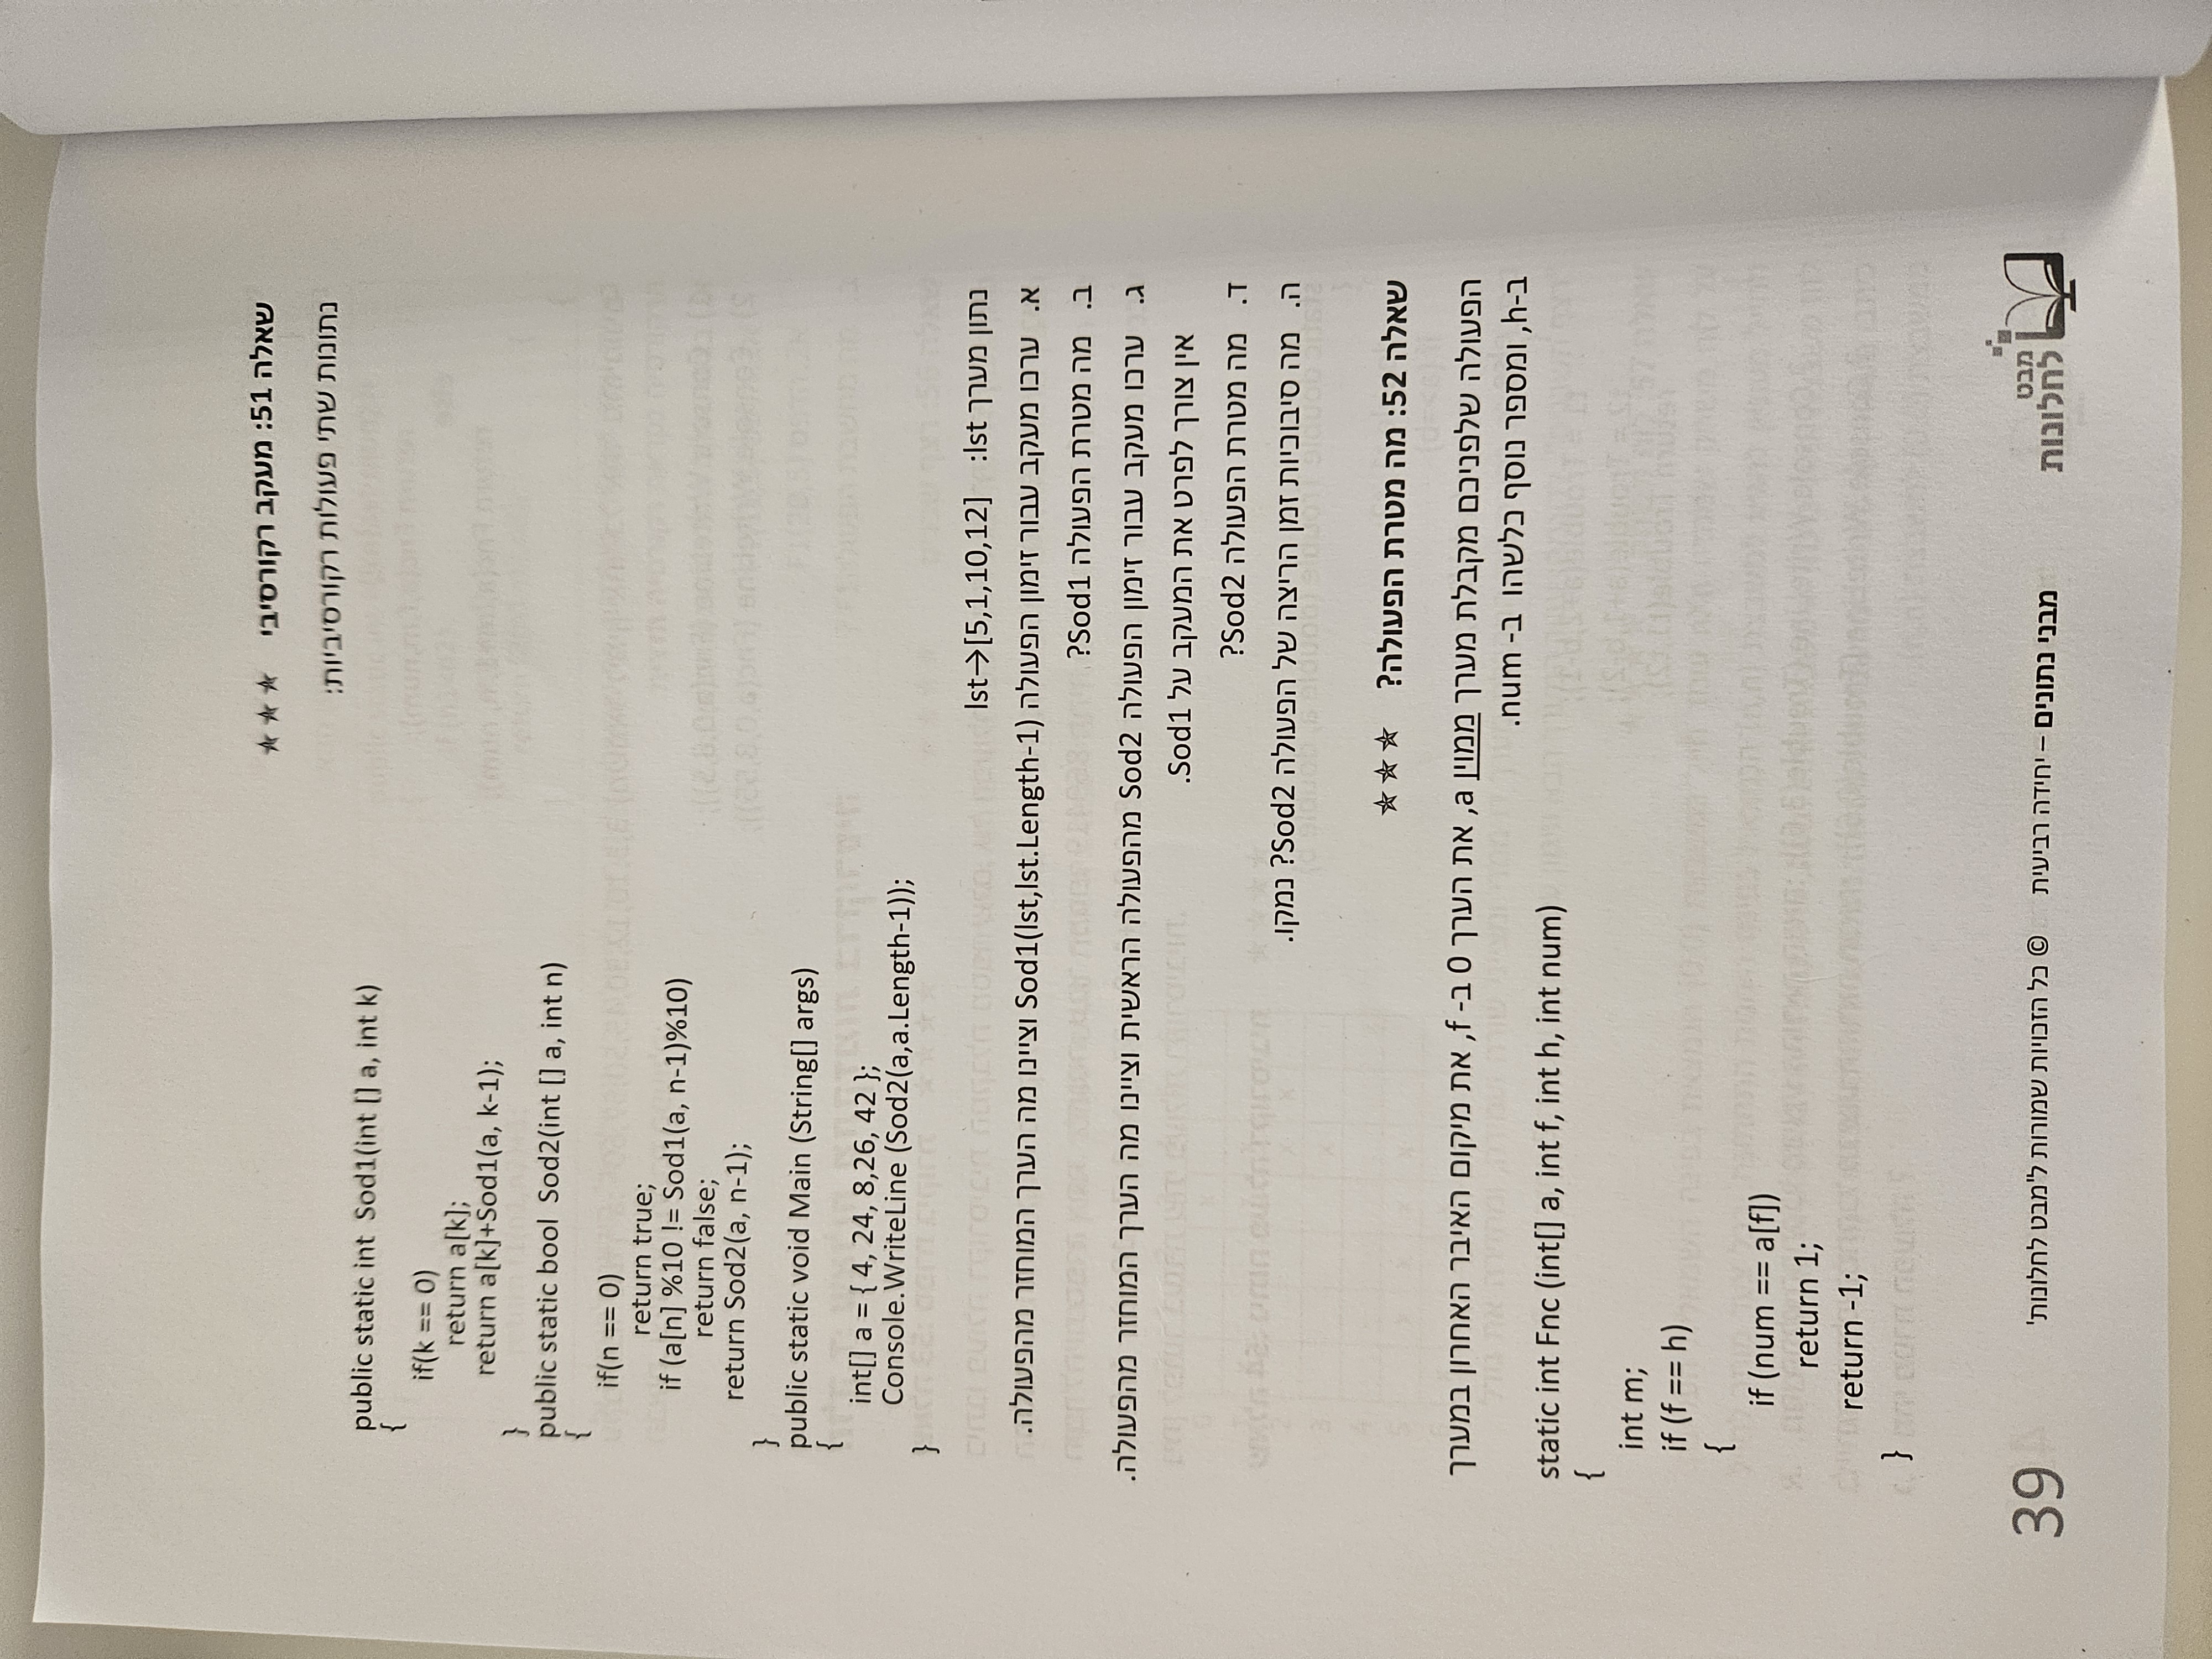 שאלה 51: מעקב רקורסיבי ★ ★ ★
נתונות שתי פעולות רקורסיביות:
public static int Sod1(int [] a, int k)
{
if(k == 0)
return a[k];
return a[k]+Sod1(a, k-1);
}
public static bool Sod2(int [] a, int n)
{
if(n == 0)
return true;
if (a[n] %10 != Sod1(a, n-1)%10)
return false;
return Sod2(a, n-1);
}
public static void Main (String[] args)
{
int[] a = { 4, 24, 8,26, 42 };
Console.WriteLine (Sod2(a,a.Length-1));
}
נתון מערך lst: lst→[5,1,10,12]
א. ערכו מעקב עבור זימון הפעולה Sod1(lst,lst.Length-1) וציינו מה הערך המוחזר מהפעולה.
ב. מה מטרת הפעולה Sod1?
ג. ערכו מעקב עבור זימון הפעולה Sod2 מהפעולה הראשית וציינו מה הערך המוחזר מהפעולה.
אין צורך לפרט את המעקב על Sod1.
ד. מה מטרת הפעולה Sod2?
ה. מה סיבוכיות זמן הריצה של הפעולה Sod2? נמקו.
שאלה 52: מה מטרת הפעולה? ★ ★ ★
הפעולה שלפניכם מקבלת מערך ממוין a, את הערך 0 ב- f, את מיקום האיבר האחרון במערך
ב-h, ומספר נוסף כלשהו ב- num.
static int Fnc (int[] a, int f, int h, int num)
{
int m;
if (f == h)
{
if (num == a[f])
return 1;
return -1;
}
מבט
לחלונות
מבני נתונים – יחידה רביעית © כל הזכויות שמורות ל'מבט לחלונות'
39